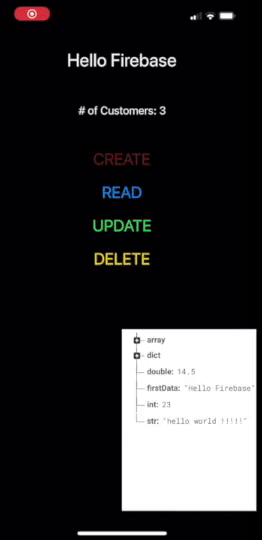 Hello Firebase
# of Customers: 3
CREATE
READ
UPDATE
DELETE
array
dict
double: 14.5
firstData: "Hello Firebase"
int: 23
str: "hello world !!!!!"